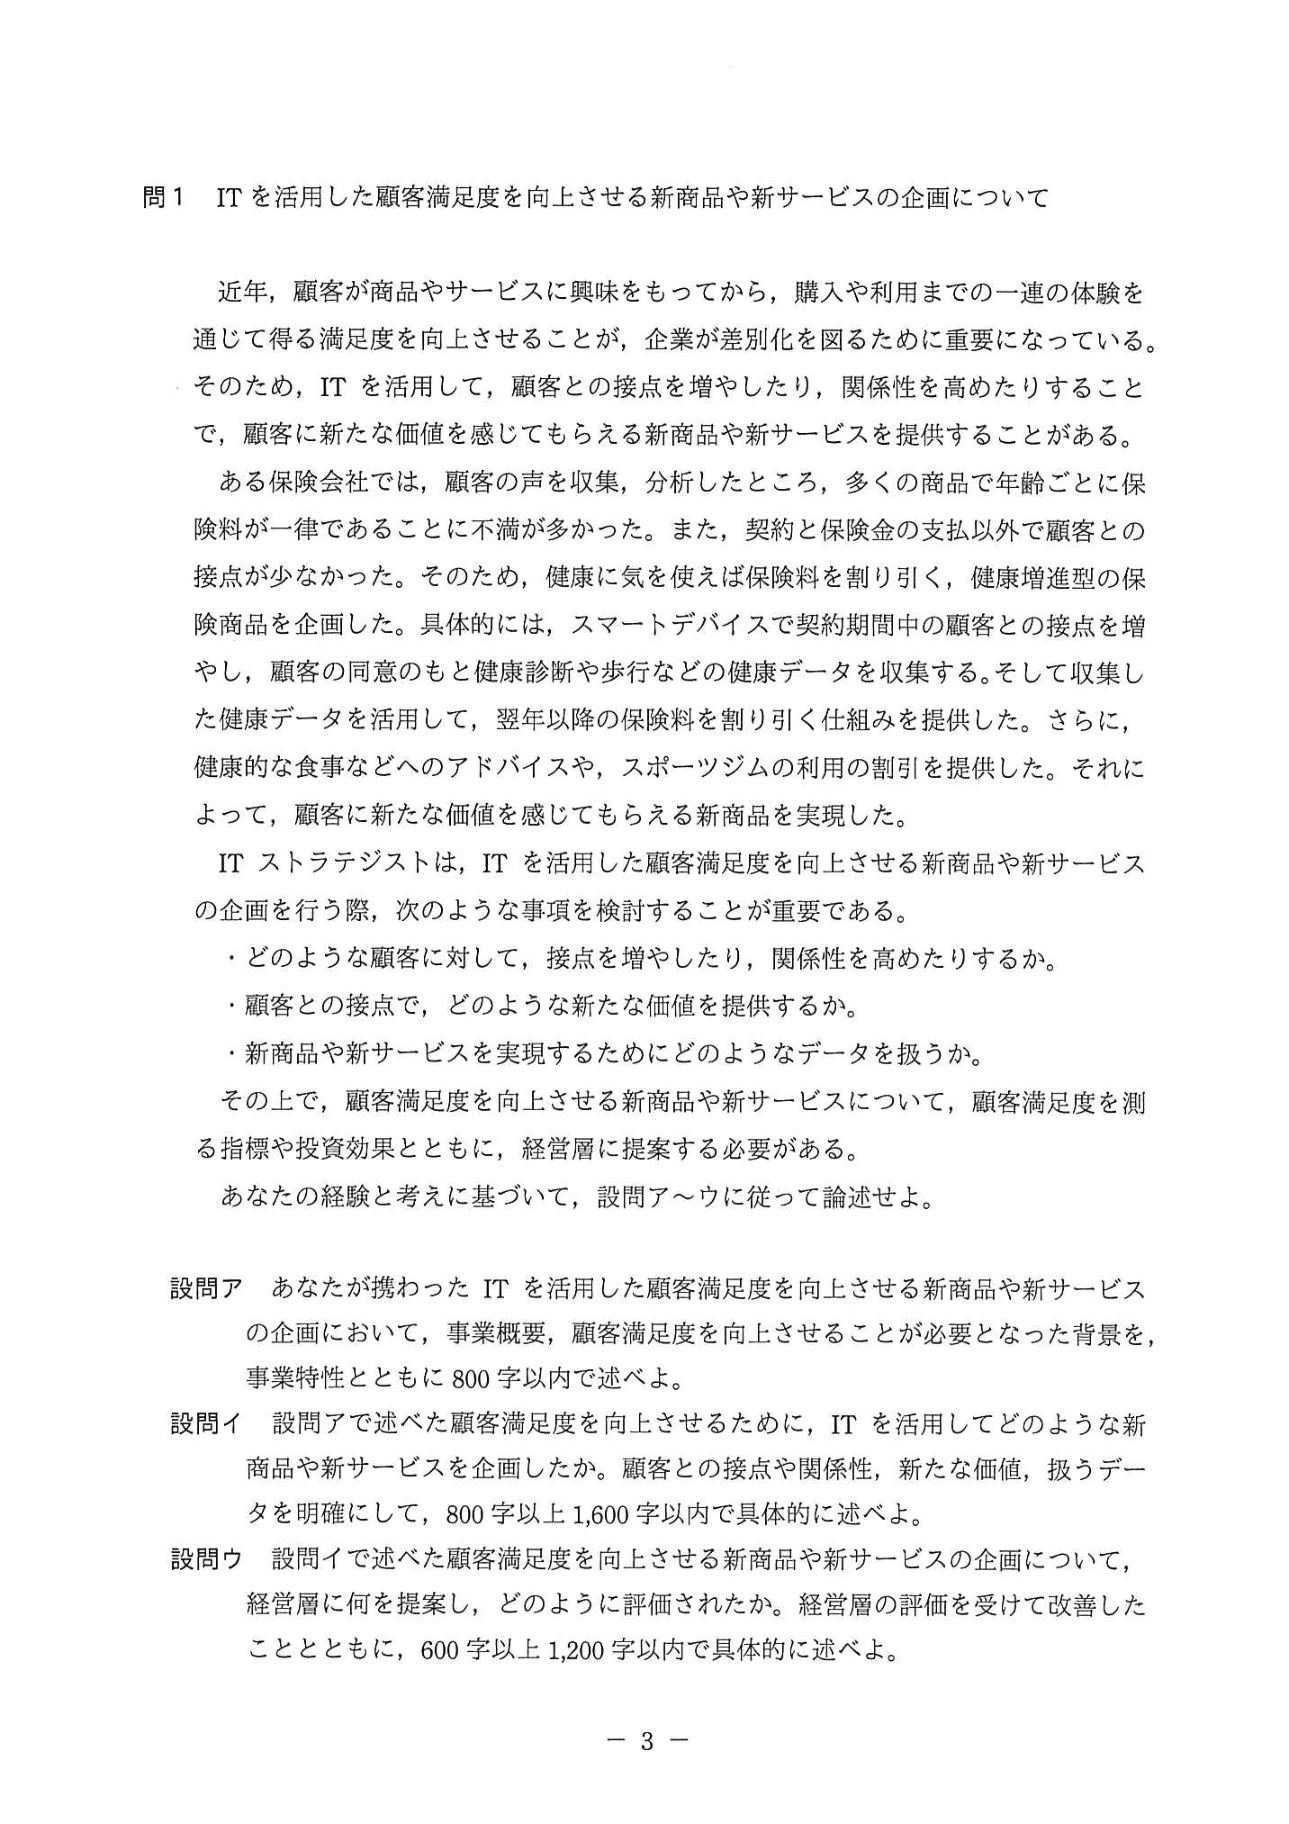 問1 IT を活用した顧客満足度を向上させる新商品や新サービスの企画について
近年，顧客が商品やサービスに興味をもってから，購入や利用までの一連の体験を
通じて得る満足度を向上させることが，企業が差別化を図るために重要になっている。
そのため，IT を活用して，顧客との接点を増やしたり，関係性を高めたりすること
で，顧客に新たな価値を感じてもらえる新商品や新サービスを提供することがある。
ある保険会社では，顧客の声を収集，分析したところ，多くの商品で年齢ごとに保
険料が一律であることに不満が多かった。また，契約と保険金の支払以外で顧客との
接点が少なかった。そのため，健康に気を使えば保険料を割り引く，健康増進型の保
険商品を企画した。具体的には，スマートデバイスで契約期間中の顧客との接点を増
やし，顧客の同意のもと健康診断や歩行などの健康データを収集する。そして収集し
た健康データを活用して，翌年以降の保険料を割り引く仕組みを提供した。さらに，
健康的な食事などへのアドバイスや，スポーツジムの利用の割引を提供した。それに
よって，顧客に新たな価値を感じてもらえる新商品を実現した。
IT ストラテジストは，IT を活用した顧客満足度を向上させる新商品や新サービス
の企画を行う際，次のような事項を検討することが重要である。
・どのような顧客に対して，接点を増やしたり，関係性を高めたりするか。
・顧客との接点で，どのような新たな価値を提供するか。
・新商品や新サービスを実現するためにどのようなデータを扱うか。
その上で，顧客満足度を向上させる新商品や新サービスについて，顧客満足度を測
る指標や投資効果とともに，経営層に提案する必要がある。
あなたの経験と考えに基づいて，設問ア～ウに従って論述せよ。
設問ア あなたが携わった IT を活用した顧客満足度を向上させる新商品や新サービス
の企画において，事業概要，顧客満足度を向上させることが必要となった背景を，
事業特性とともに 800 字以内で述べよ。
設問イ 設問アで述べた顧客満足度を向上させるために，IT を活用してどのような新
商品や新サービスを企画したか。顧客との接点や関係性，新たな価値，扱うデー
タを明確にして，800 字以上 1,600 字以内で具体的に述べよ。
設問ウ 設問イで述べた顧客満足度を向上させる新商品や新サービスの企画について，
経営層に何を提案し，どのように評価されたか。経営層の評価を受けて改善した
こととともに，600 字以上 1,200 字以内で具体的に述べよ。
－ 3 －